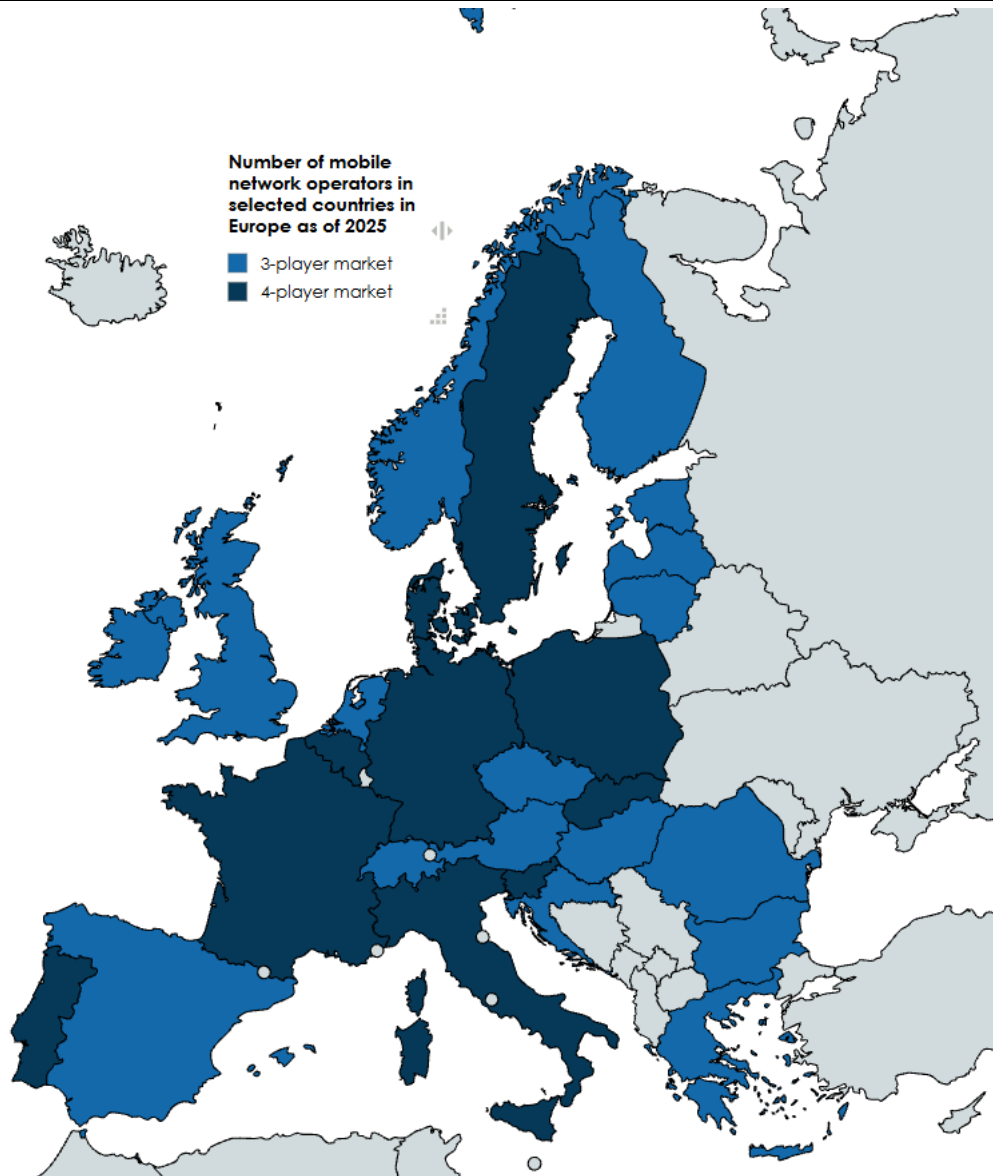 Number of mobile
network operators in
selected countries in
Europe as of 2025
3-player market
4-player market